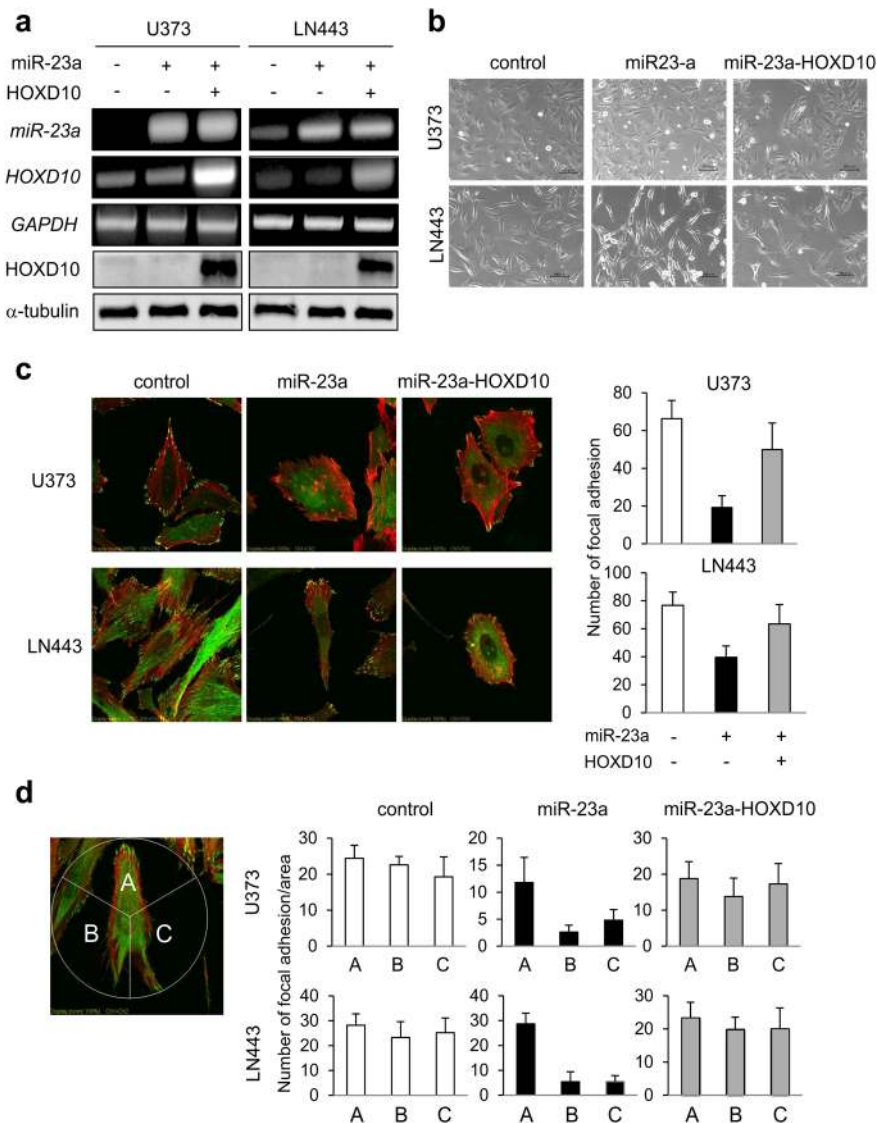 a
U373 LN443
miR-23a - + + - + +
HOXD10 - - + - - +
miR-23a
HOXD10
GAPDH
HOXD10
α-tubulin
b
control miR23-a miR-23a-HOXD10
U373
LN443
c
control miR-23a miR-23a-HOXD10
U373
LN443
Number of focal adhesion
U373
80
60
40
20
0
LN443
100
80
60
40
20
0
miR-23a - + +
HOXD10 - - +
d
A
B C
control miR-23a miR-23a-HOXD10
Number of focal adhesion/area
U373
30
20
10
0
A B C
20
15
10
5
0
A B C
30
20
10
0
A B C
LN443
40
30
20
10
0
A B C
40
30
20
10
0
A B C
30
20
10
0
A B C